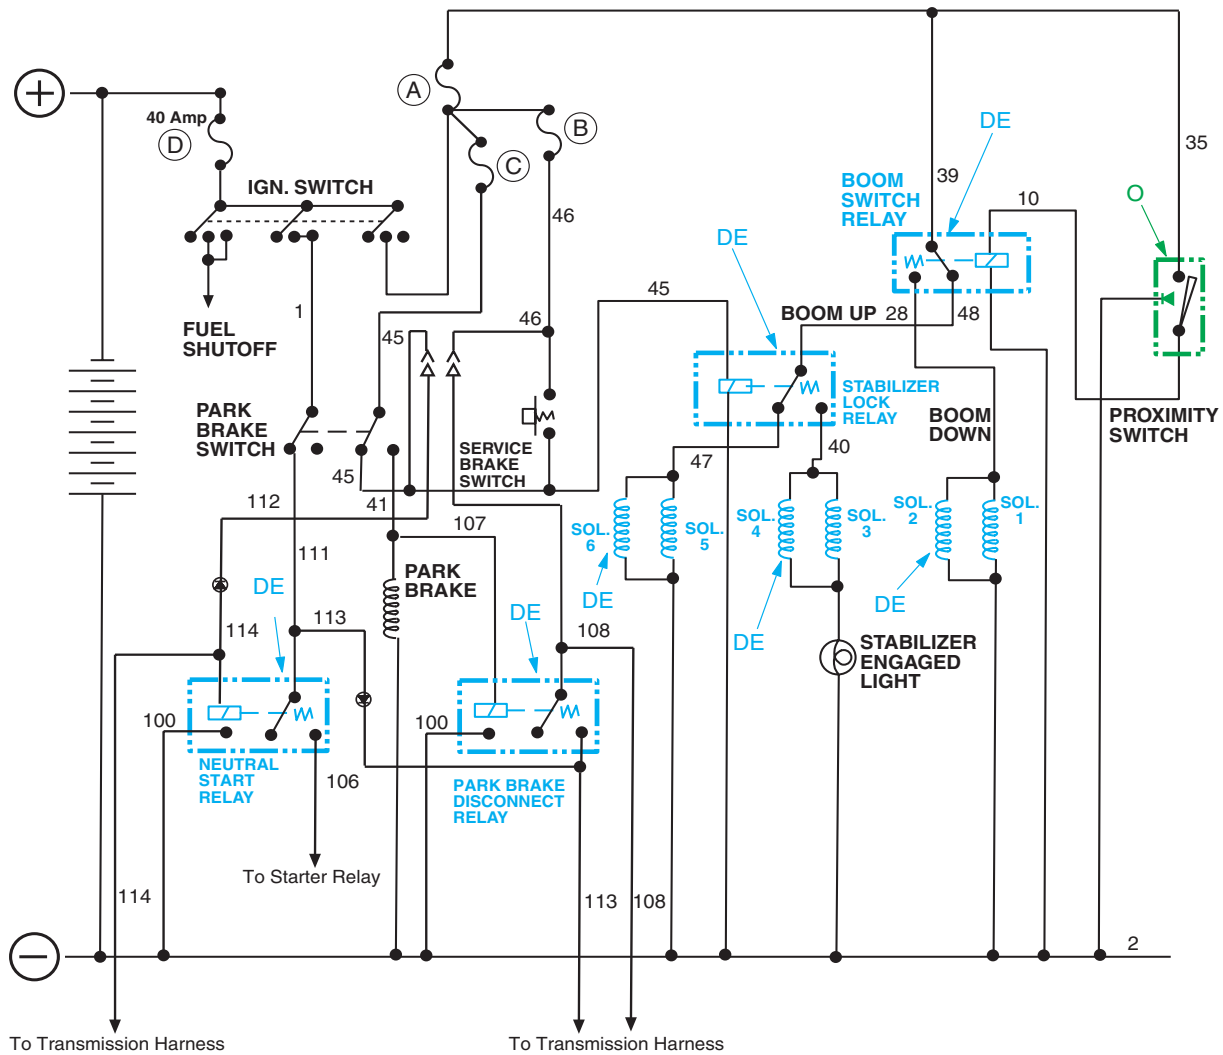 A
40 Amp
D
B
C
DE
35
IGN. SWITCH
39
BOOM
SWITCH
RELAY
10
O
46
DE
1
45
BOOM UP
28
48
FUEL
SHUTOFF
45
46
STABILIZER
LOCK
RELAY
PARK
BRAKE
SWITCH
BOOM
DOWN
PROXIMITY
SWITCH
SERVICE
BRAKE
SWITCH
45
47
40
112
41
107
SOL.
6
SOL.
5
SOL.
4
SOL.
3
SOL.
2
SOL.
1
111
PARK
BRAKE
DE
DE
DE
DE
DE
113
108
114
STABILIZER
ENGAGED
LIGHT
100
100
NEUTRAL
START
RELAY
106
PARK BRAKE
DISCONNECT
RELAY
To Starter Relay
114
113
108
2
To Transmission Harness
To Transmission Harness